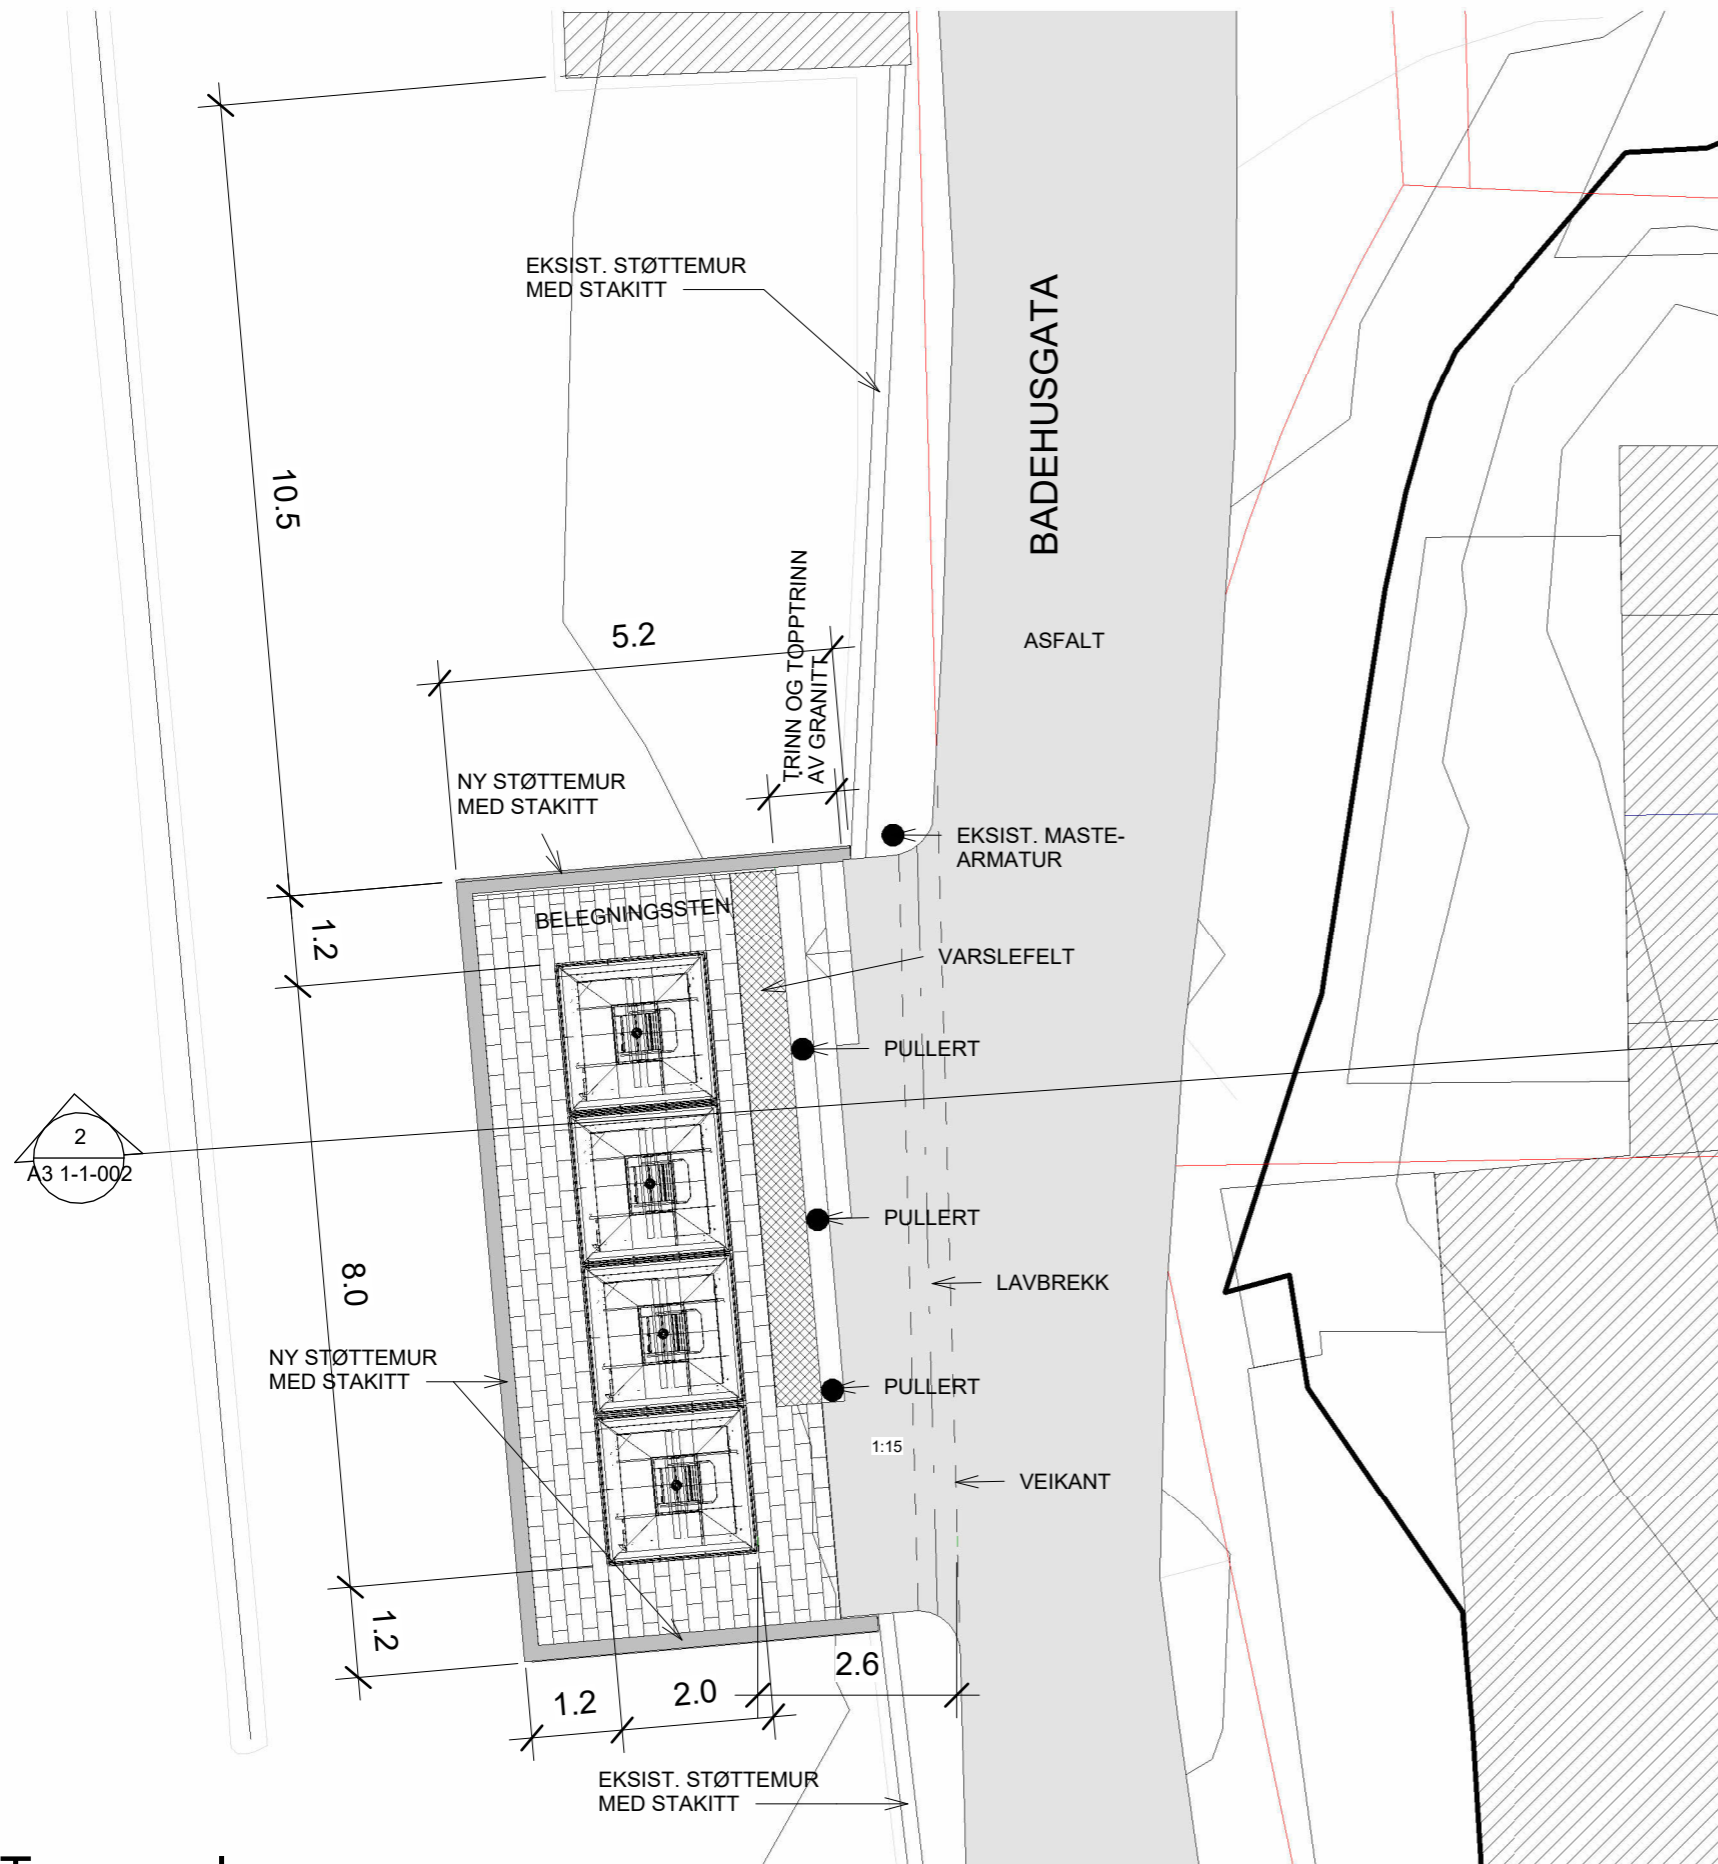 EKSIST. STØTTEMUR
MED STAKITT
BADEHUSGATA
10.5
ASFALT
5.2
TRINN OG TOPPTRINN
AV GRANITT
NY STØTTEMUR
MED STAKITT
EKSIST. MASTE-
ARMATUR
BELEGNINGSSTEN
1.2
VARSLEFELT
PULLERT
2
A3 1-1-002
PULLERT
8.0
LAVBREKK
NY STØTTEMUR
MED STAKITT
PULLERT
1:15
VEIKANT
1.2
2.6
1.2
2.0
EKSIST. STØTTEMUR
MED STAKITT